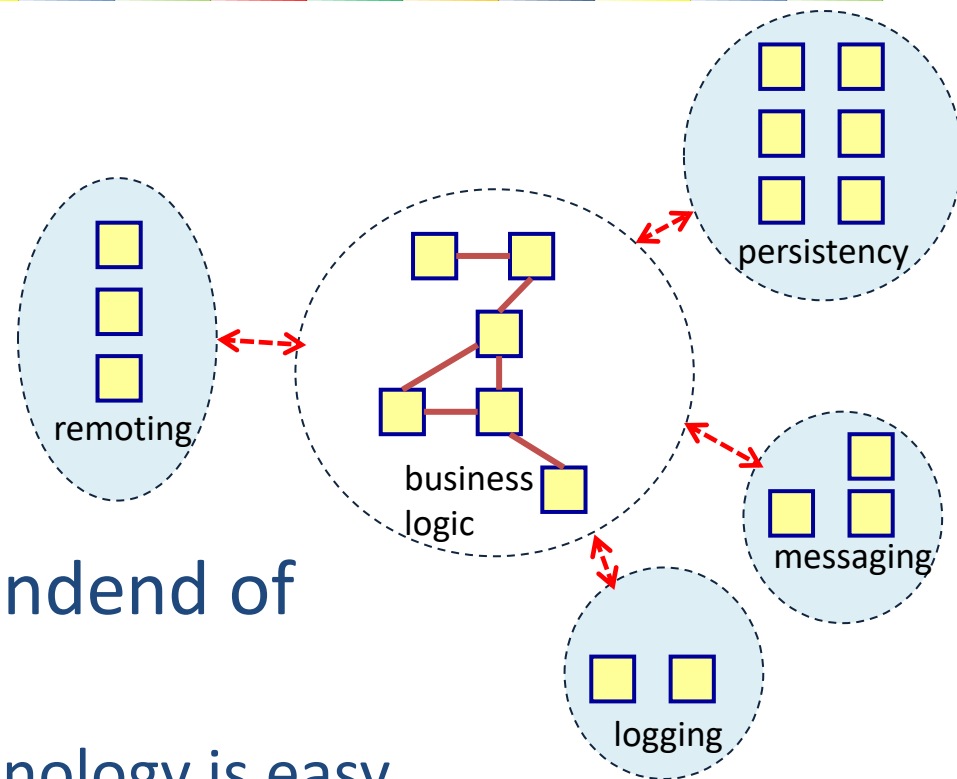 persistency
remoting
business
logic
messaging
ndend of
logging
nology is easy